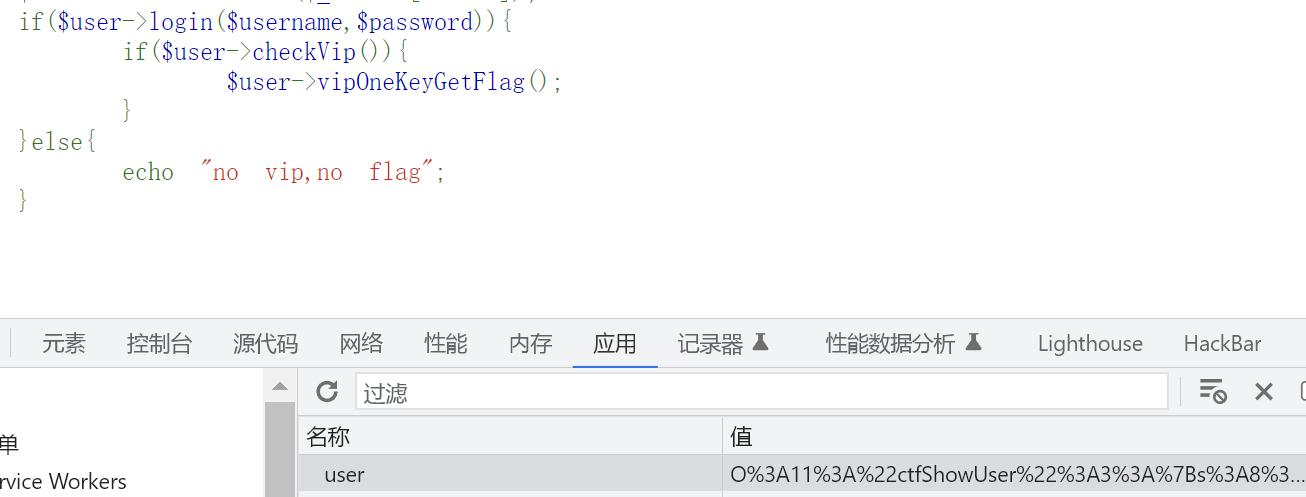 if($user->login($username,$password)){
if($user->checkVip()){
$user->vipOneKeyGetFlag();
}
}else{
echo "no vip,no flag";
}
元素 控制台 源代码 网络 性能 内存 应用 记录器 性能数据分析 Lighthouse HackBar
过滤
名称 值
单
user O%3A11%3A%22ctfShowUser%22%3A3%3A%7Bs%3A8%3...
rvice Workers